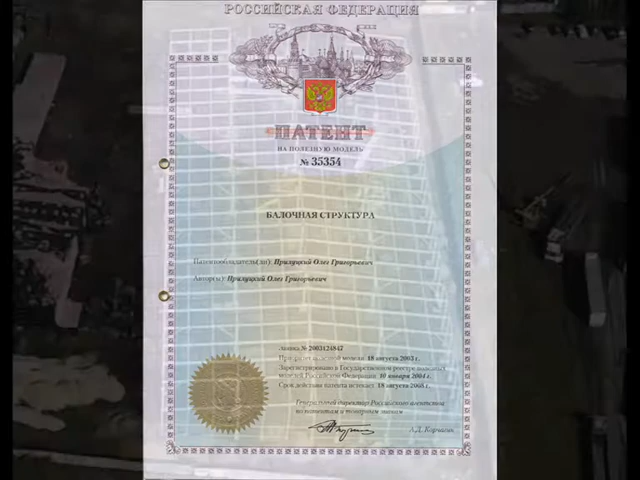 РОССИЙСКАЯ ФЕДЕРАЦИЯ
ПАТЕНТ
НА ПОЛЕЗНУЮ МОДЕЛЬ
№ 35354
БАЛОЧНАЯ СТРУКТУРА
Патентообладатель(ли): Прилуцкий Олег Григорьевич
Автор(ы): Прилуцкий Олег Григорьевич
Заявка № 2003124847
Приоритет полезной модели 18 августа 2003 г.
Зарегистрировано в Государственном реестре полезных
моделей Российской Федерации 10 января 2004 г.
Срок действия патента истекает 18 августа 2008 г.
Генеральный директор Российского агентства
по патентам и товарным знакам
А.Д. Корчагин